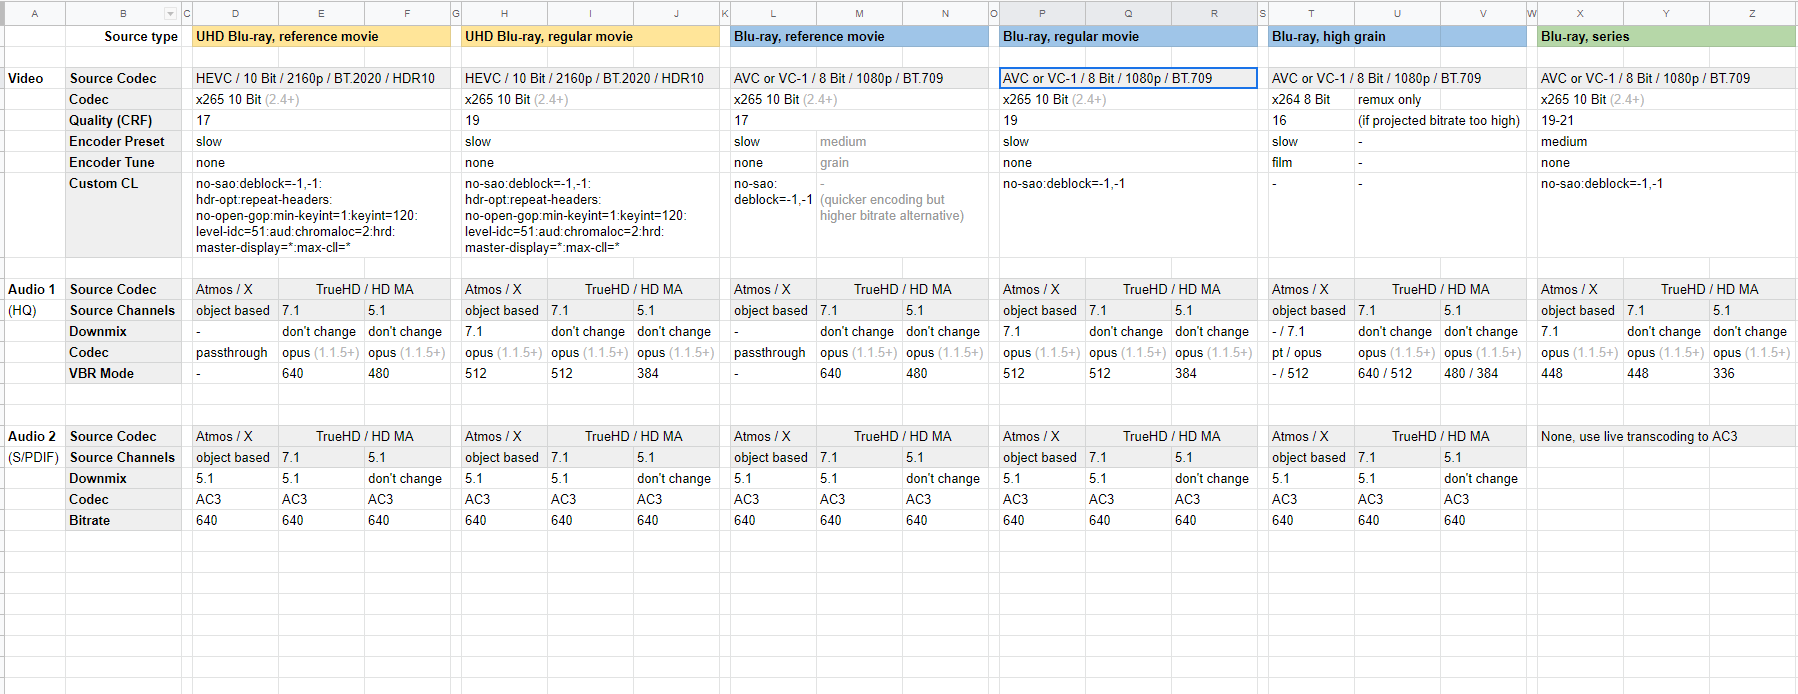 A B C D E F G H I J K L M N O P Q R S T U V W X Y Z
Source type UHD Blu-ray, reference movie UHD Blu-ray, regular movie Blu-ray, reference movie Blu-ray, regular movie Blu-ray, high grain Blu-ray, series
Video Source Codec HEVC / 10 Bit / 2160p / BT.2020 / HDR10 HEVC / 10 Bit / 2160p / BT.2020 / HDR10 AVC or VC-1 / 8 Bit / 1080p / BT.709 AVC or VC-1 / 8 Bit / 1080p / BT.709 AVC or VC-1 / 8 Bit / 1080p / BT.709 AVC or VC-1 / 8 Bit / 1080p / BT.709
Codec x265 10 Bit (2.4+) x265 10 Bit (2.4+) x265 10 Bit (2.4+) x265 10 Bit (2.4+) x264 8 Bit remux only x265 10 Bit (2.4+)
Quality (CRF) 17 19 17 19 16 (if projected bitrate too high) 19-21
Encoder Preset slow slow slow medium slow slow - medium
Encoder Tune none none none grain none film - none
Custom CL no-sao:deblock=-1,-1: no-sao:deblock=-1,-1: no-sao: - no-sao:deblock=-1,-1 - - no-sao:deblock=-1,-1
hdr-opt:repeat-headers: hdr-opt:repeat-headers: deblock=-1,-1 (quicker encoding but
no-open-gop:min-keyint=1:keyint=120: no-open-gop:min-keyint=1:keyint=120: higher bitrate alternative)
level-idc=51:aud:chromaloc=2:hrd: level-idc=51:aud:chromaloc=2:hrd:
master-display=*:max-cll=* master-display=*:max-cll=*
Audio 1 Source Codec Atmos / X TrueHD / HD MA Atmos / X TrueHD / HD MA Atmos / X TrueHD / HD MA Atmos / X TrueHD / HD MA Atmos / X TrueHD / HD MA Atmos / X TrueHD / HD MA
(HQ) Source Channels object based 7.1 5.1 object based 7.1 5.1 object based 7.1 5.1 object based 7.1 5.1 object based 7.1 5.1 object based 7.1 5.1
Downmix - don't change don't change 7.1 don't change don't change - don't change don't change 7.1 don't change don't change - / 7.1 don't change don't change 7.1 don't change don't change
Codec passthrough opus (1.1.5+) opus (1.1.5+) opus (1.1.5+) opus (1.1.5+) opus (1.1.5+) passthrough opus (1.1.5+) opus (1.1.5+) opus (1.1.5+) opus (1.1.5+) opus (1.1.5+) pt / opus opus (1.1.5+) opus (1.1.5+) opus (1.1.5+) opus (1.1.5+) opus (1.1.5+)
VBR Mode - 640 480 512 512 384 - 640 480 512 512 384 - / 512 640 / 512 480 / 384 448 448 336
Audio 2 Source Codec Atmos / X TrueHD / HD MA Atmos / X TrueHD / HD MA Atmos / X TrueHD / HD MA Atmos / X TrueHD / HD MA Atmos / X TrueHD / HD MA None, use live transcoding to AC3
(S/PDIF) Source Channels object based 7.1 5.1 object based 7.1 5.1 object based 7.1 5.1 object based 7.1 5.1 object based 7.1 5.1
Downmix 5.1 5.1 don't change 5.1 5.1 don't change 5.1 5.1 don't change 5.1 5.1 don't change 5.1 5.1 don't change
Codec AC3 AC3 AC3 AC3 AC3 AC3 AC3 AC3 AC3 AC3 AC3 AC3 AC3 AC3 AC3
Bitrate 640 640 640 640 640 640 640 640 640 640 640 640 640 640 640